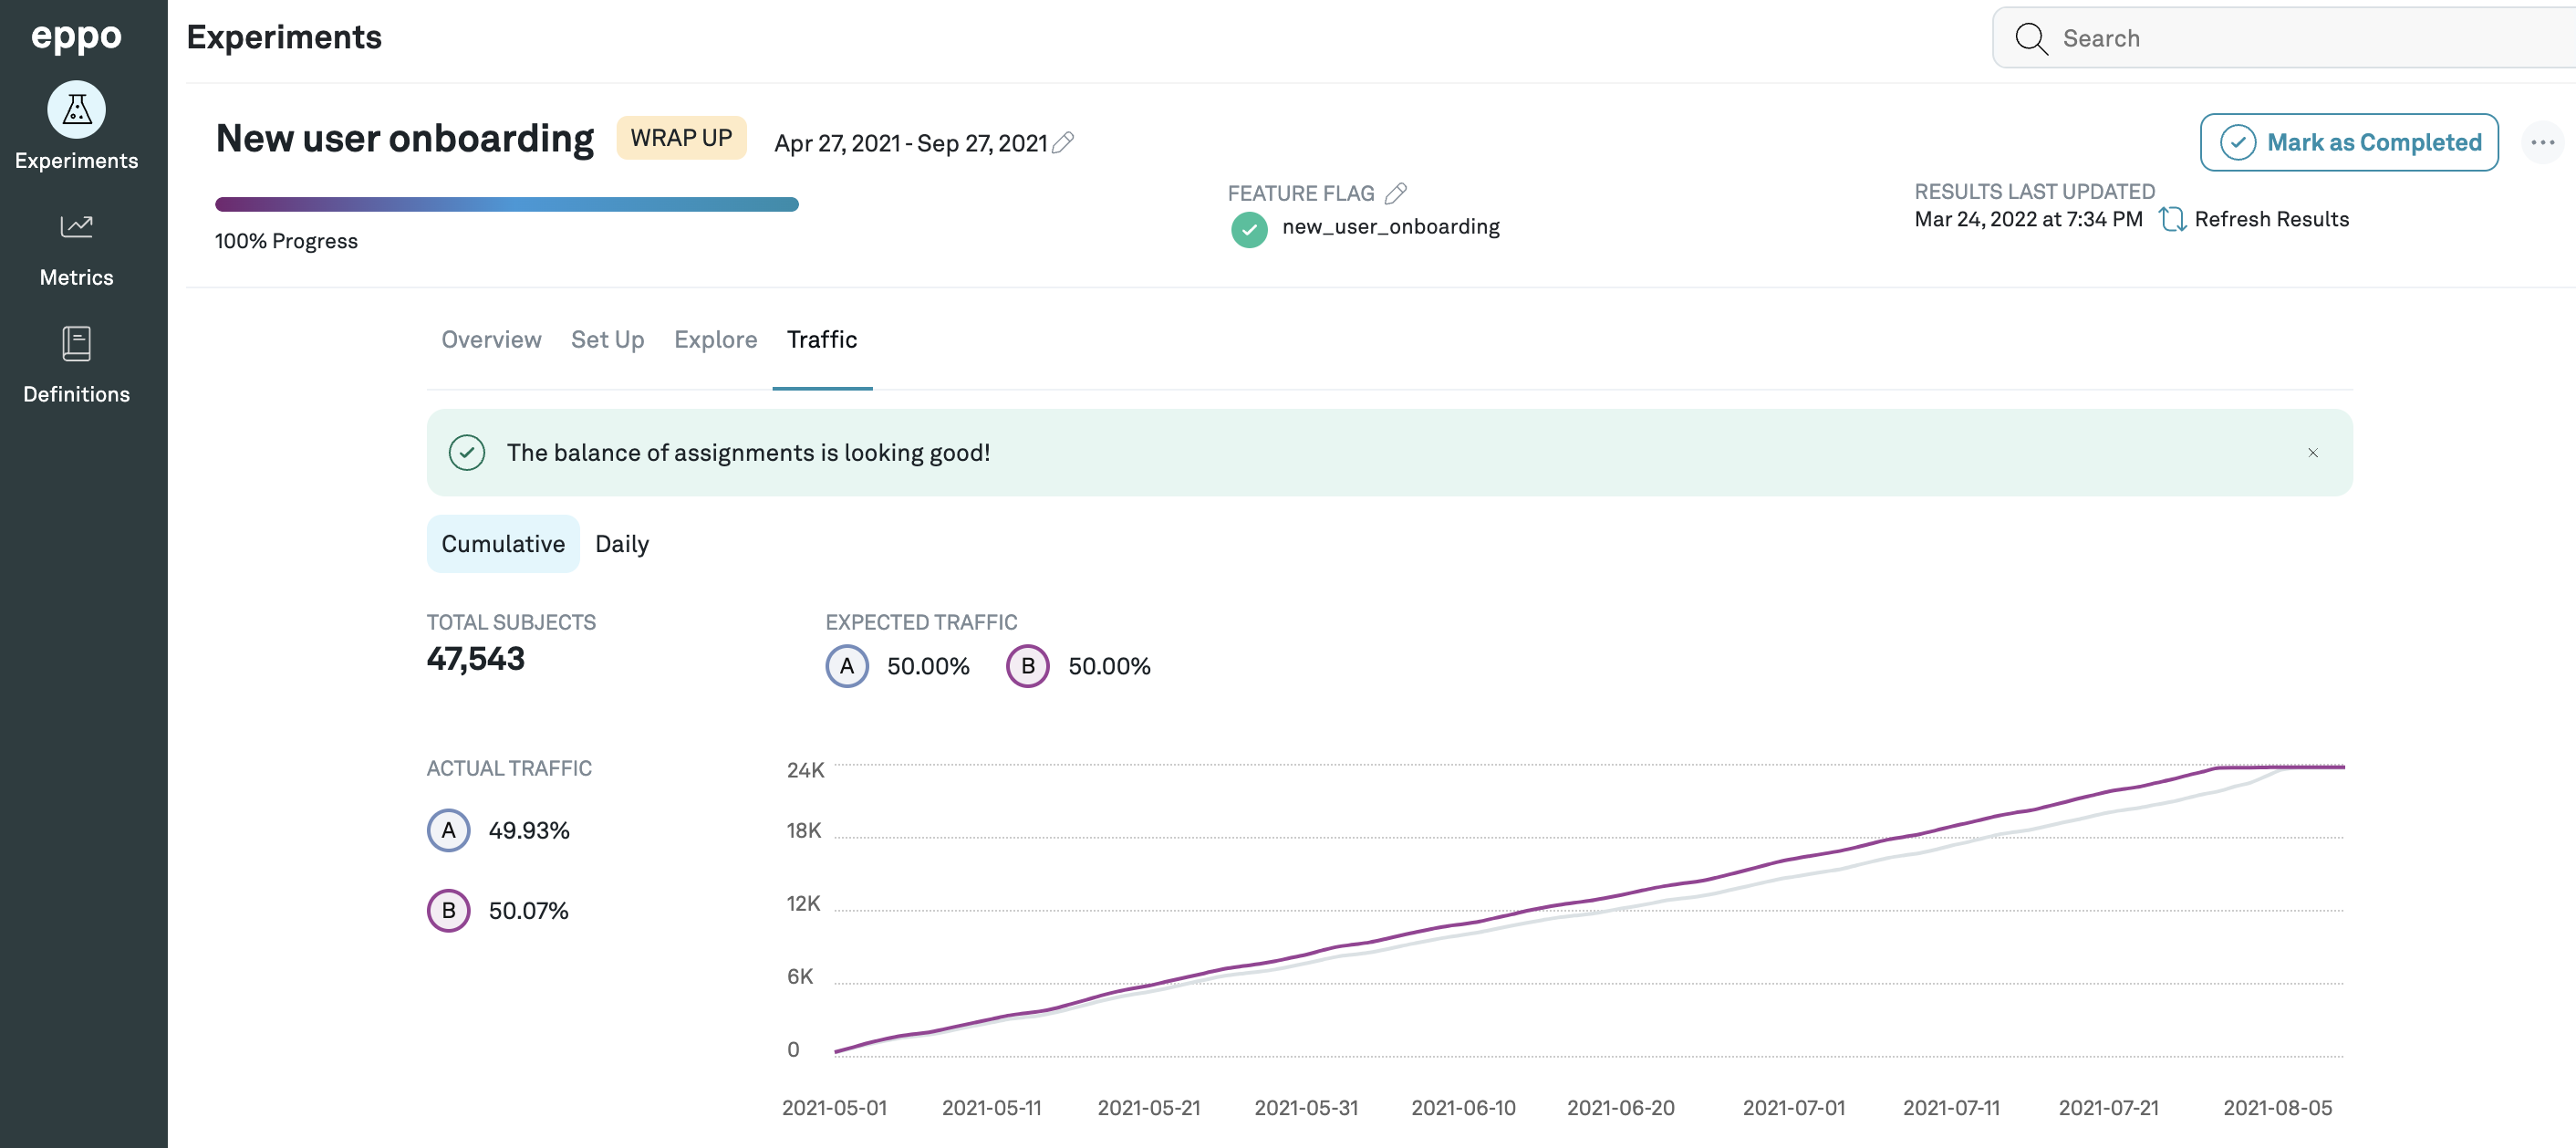 eppo
Experiments
Metrics
Definitions
Experiments
Search
New user onboarding
WRAP UP
Apr 27, 2021 - Sep 27, 2021
Mark as Completed
100% Progress
FEATURE FLAG
new_user_onboarding
RESULTS LAST UPDATED
Mar 24, 2022 at 7:34 PM Refresh Results
Overview Set Up Explore Traffic
The balance of assignments is looking good!
Cumulative Daily
TOTAL SUBJECTS
47,543
EXPECTED TRAFFIC
A 50.00% B 50.00%
ACTUAL TRAFFIC
A 49.93%
B 50.07%
24K
18K
12K
6K
0
2021-05-01 2021-05-11 2021-05-21 2021-05-31 2021-06-10 2021-06-20 2021-07-01 2021-07-11 2021-07-21 2021-08-05